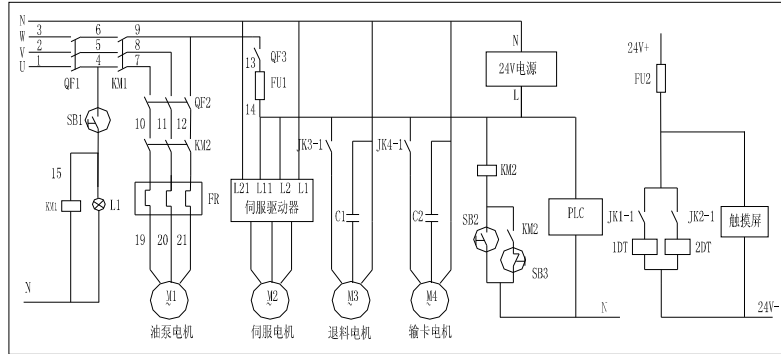 N
W 3 6 9
V 2 5 8
U 1 4 7
QF1 KM1
QF3
13
FU1
14
N
24V电源
L
24V+
FU2
SB1
QF2
10 11 12
KM2
JK3-1
JK4-1
KM2
15
KM1
L1
FR
L21 L11 L2 L1
伺服驱动器
C1
C2
SB2
KM2
SB3
PLC
JK1-1
JK2-1
1DT
2DT
触摸屏
19 20 21
N
M1
~
M2
~
M3
~
M4
~
N
24V-
油泵电机
伺服电机
退料电机
输卡电机